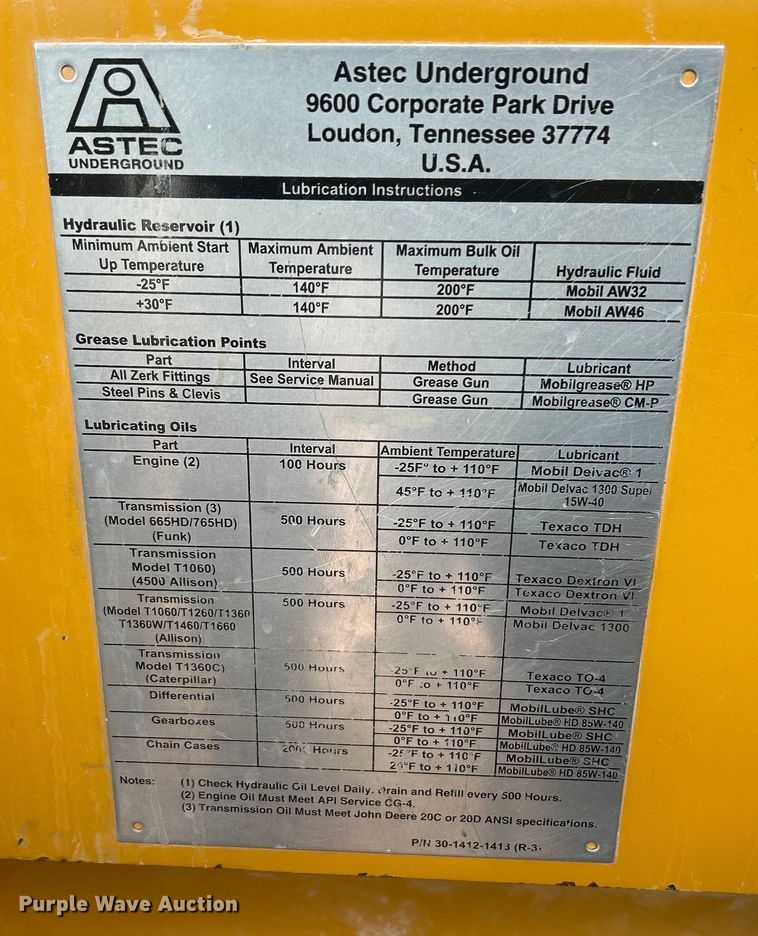 ASTEC
UNDERGROUND
Astec Underground
9600 Corporate Park Drive
Loudon, Tennessee 37774
U.S.A.
Lubrication Instructions
Hydraulic Reservoir (1)
Minimum Ambient Start Up Temperature Maximum Ambient Temperature Maximum Bulk Oil Temperature Hydraulic Fluid
-25°F 140°F 200°F Mobil AW32
+30°F 140°F 200°F Mobil AW46
Grease Lubrication Points
Part Interval Method Lubricant
All Zerk Fittings See Service Manual Grease Gun Mobilgrease® HP
Steel Pins & Clevis Grease Gun Mobilgrease® CM-P
Lubricating Oils
Part Interval Ambient Temperature Lubricant
Engine (2) 100 Hours -25F° to + 110°F Mobil Delvac® 1
45°F to + 110°F Mobil Delvac 1300 Super
15W-40
Transmission (3)
(Model 665HD/765HD) 500 Hours -25°F to + 110°F Texaco TDH
(Funk) 0°F to + 110°F Texaco TDH
Transmission
Model T1060)
(4500 Allison) 500 Hours -25°F to + 110°F Texaco Dextron VI
0°F to + 110°F Texaco Dextron VI
Transmission 500 Hours -25°F to + 110°F Mobil Delvac® 1
(Model T1060/T1260/T1360 0°F to + 110°F Mobil Delvac 1300
T1360W/T1460/T1660
(Allison)
Transmission
Model T1360C) 500 Hours -25°F to + 110°F Texaco TO-4
(Caterpillar) 0°F to + 110°F Texaco TO-4
Differential 500 Hours -25°F to + 110°F MobilLube® SHC
0°F to + 110°F MobilLube® HD 85W-140
Gearboxes 500 Hours -25°F to + 110°F MobilLube® SHC
0°F to + 110°F MobilLube® HD 85W-140
Chain Cases 2000 Hours -25°F to + 110°F MobilLube® SHC
20°F to + 110°F MobilLube® HD 85W-140
Notes: (1) Check Hydraulic Oil Level Daily. Drain and Refill every 500 Hours.
(2) Engine Oil Must Meet API Service CG-4.
(3) Transmission Oil Must Meet John Deere 20C or 20D ANSI specifications.
P/N 30-1412-1413 (R-3)
Purple Wave Auction